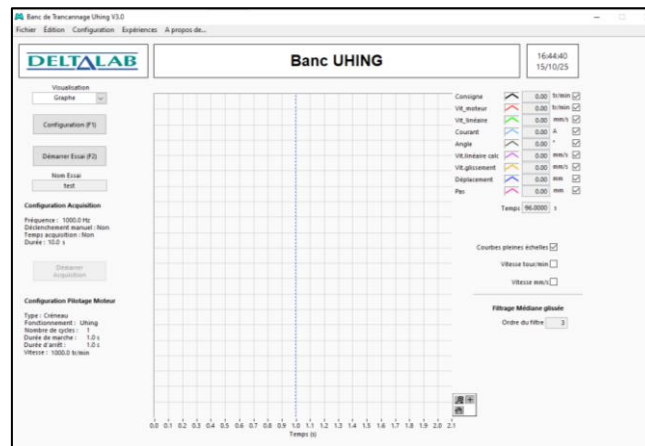 Banc de Trancannage Uhing V3.0
Fichier Édition Configuration Expériences A propos de...
DELTALAB
Banc UHING
16:44:40
15/10/25
Visualisation
Graphe
Configuration (F1)
Démarrer Essai (F2)
Nom Essai
test
Configuration Acquisition
Fréquence : 1000.0 Hz
Déclenchement manuel : Non
Temps acquisition : Non
Durée : 10.0 s
Démarrer
Acquisition
Configuration Pilotage Moteur
Type : Créneau
Fonctionnement : Uhing
Nombre de cycles : 1
Durée de marche : 1.0 s
Durée d'arrêt : 1.0 s
Vitesse : 1000.0 tr/min
0.0 0.1 0.2 0.3 0.4 0.5 0.6 0.7 0.8 0.9 1.0 1.1 1.2 1.3 1.4 1.5 1.6 1.7 1.8 1.9 2.0 2.1
Temps (s)
Consigne 0.00 tr/min
Vit_moteur 0.00 tr/min
Vit_linéaire 0.00 mm/s
Courant 0.00 A
Angle 0.00 °
Vit.linéaire calc 0.00 mm/s
Vit.glissement 0.00 mm/s
Déplacement 0.00 mm
Pas 0.00 mm
Temps 96.0000 s
Courbes pleines échelles
Vitesse tour/min
Vitesse mm/s
Filtrage Médiane glissée
Ordre du filtre 3